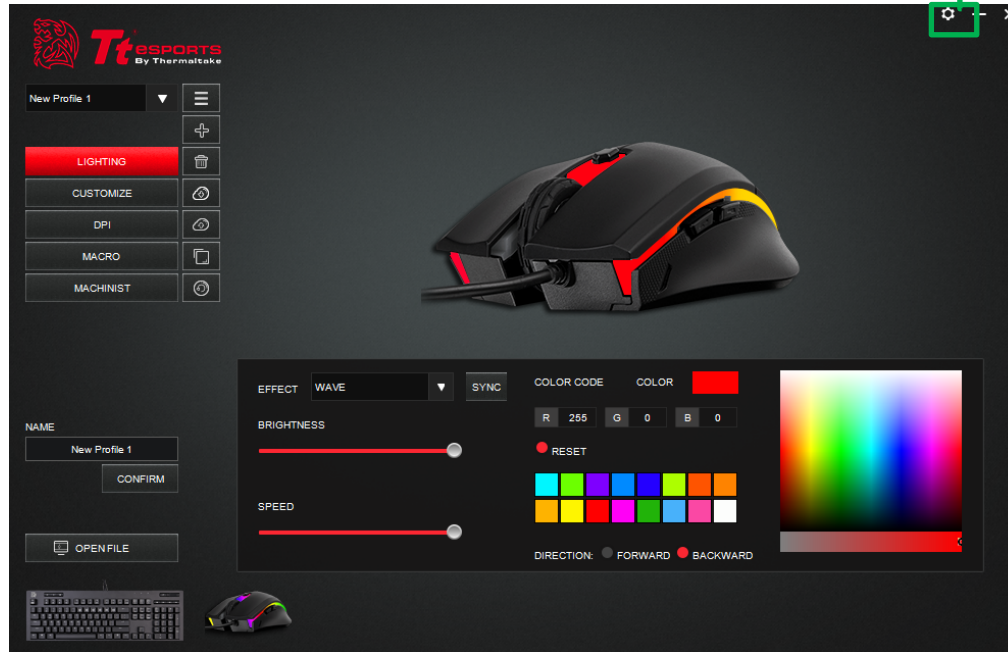 Tt eSPORTS
By Thermaltake
New Profile 1
LIGHTING
CUSTOMIZE
DPI
MACRO
MACHINIST
EFFECT WAVE SYNC
BRIGHTNESS
SPEED
COLOR CODE COLOR
R 255 G 0 B 0
RESET
DIRECTION: FORWARD BACKWARD
NAME
New Profile 1
CONFIRM
OPEN FILE